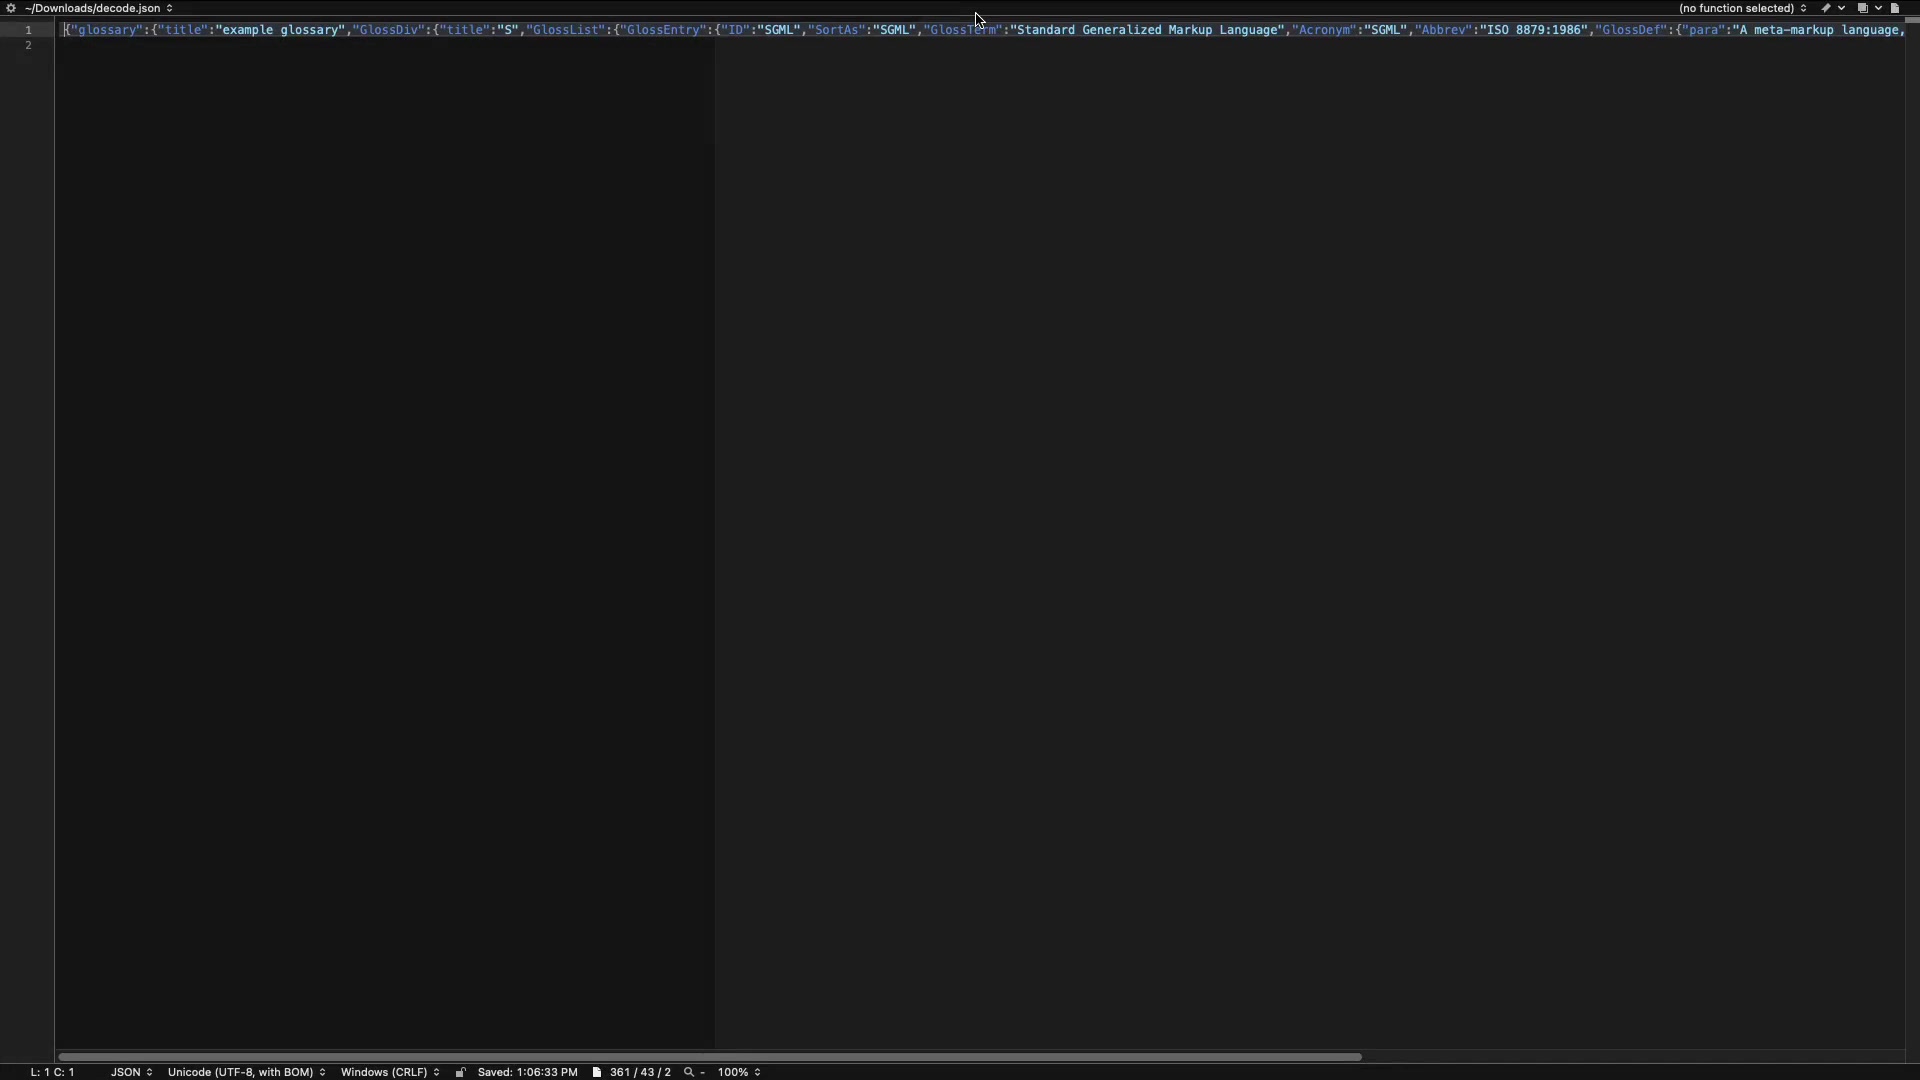 ~/Downloads/decode.json (no function selected)
1 {"glossary":{"title":"example glossary","GlossDiv":{"title":"S","GlossList":{"GlossEntry":{"ID":"SGML","SortAs":"SGML","GlossTerm":"Standard Generalized Markup Language","Acronym":"SGML","Abbrev":"ISO 8879:1986","GlossDef":{"para":"A meta-markup language,
2
L: 1 C: 1 JSON Unicode (UTF-8, with BOM) Windows (CRLF) Saved: 1:06:33 PM 361 / 43 / 2 - 100%